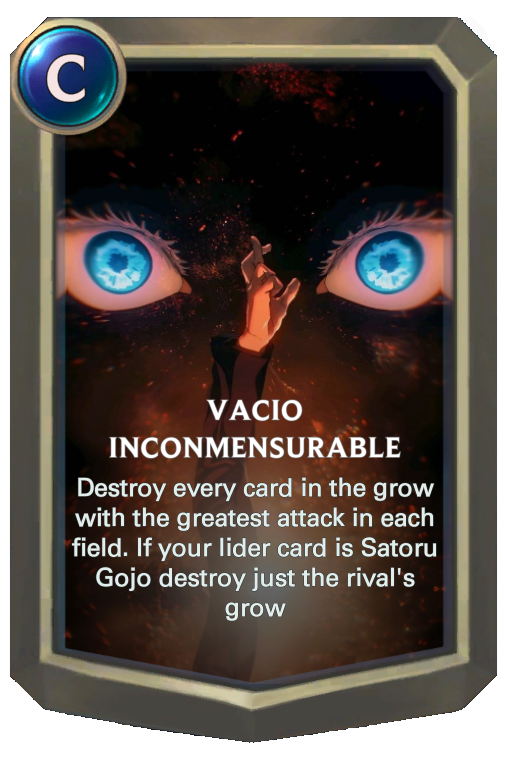 C
VACIO
INCONMENSURABLE
Destroy every card in the grow
with the greatest attack in each
field. If your lider card is Satoru
Gojo destroy just the rival's
grow